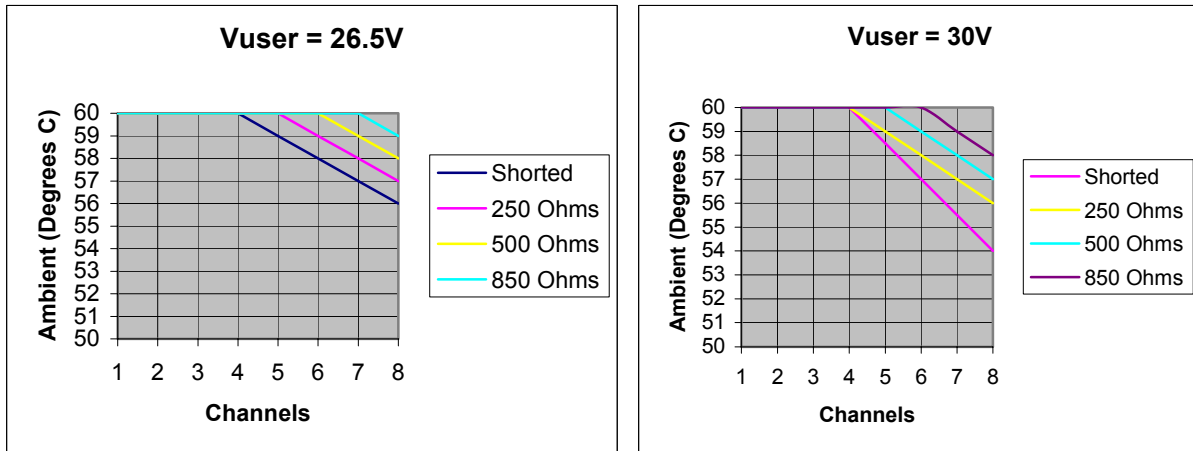 Vuser = 26.5V
Ambient (Degrees C)
60
59
58
57
56
55
54
53
52
51
50
1 2 3 4 5 6 7 8
Channels
Shorted
250 Ohms
500 Ohms
850 Ohms
Vuser = 30V
Ambient (Degrees C)
60
59
58
57
56
55
54
53
52
51
50
1 2 3 4 5 6 7 8
Channels
Shorted
250 Ohms
500 Ohms
850 Ohms